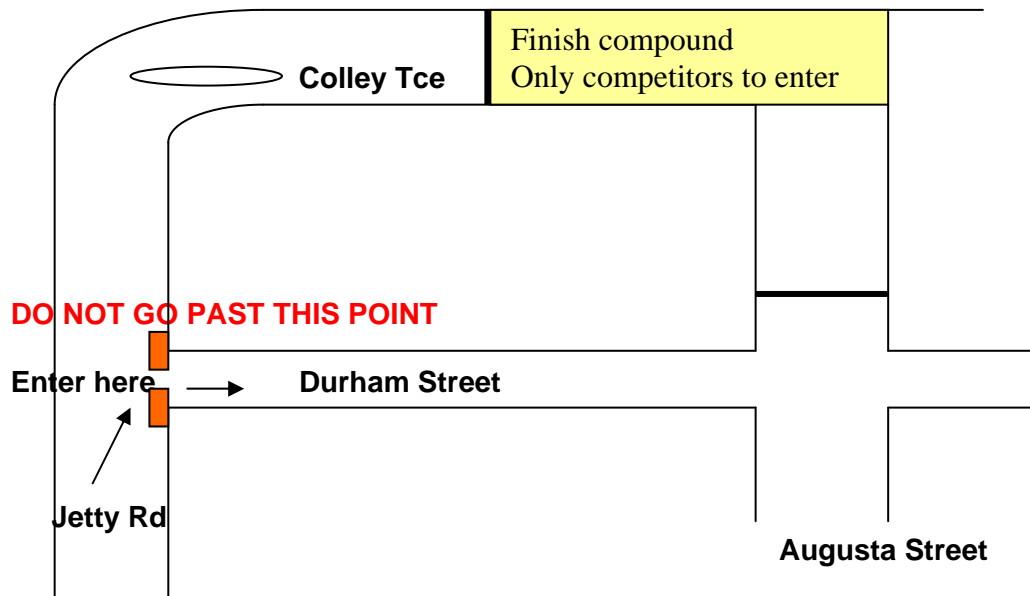 Finish compound
Only competitors to enter
Colley Tce
DO NOT GO PAST THIS POINT
Enter here
Durham Street
Jetty Rd
Augusta Street